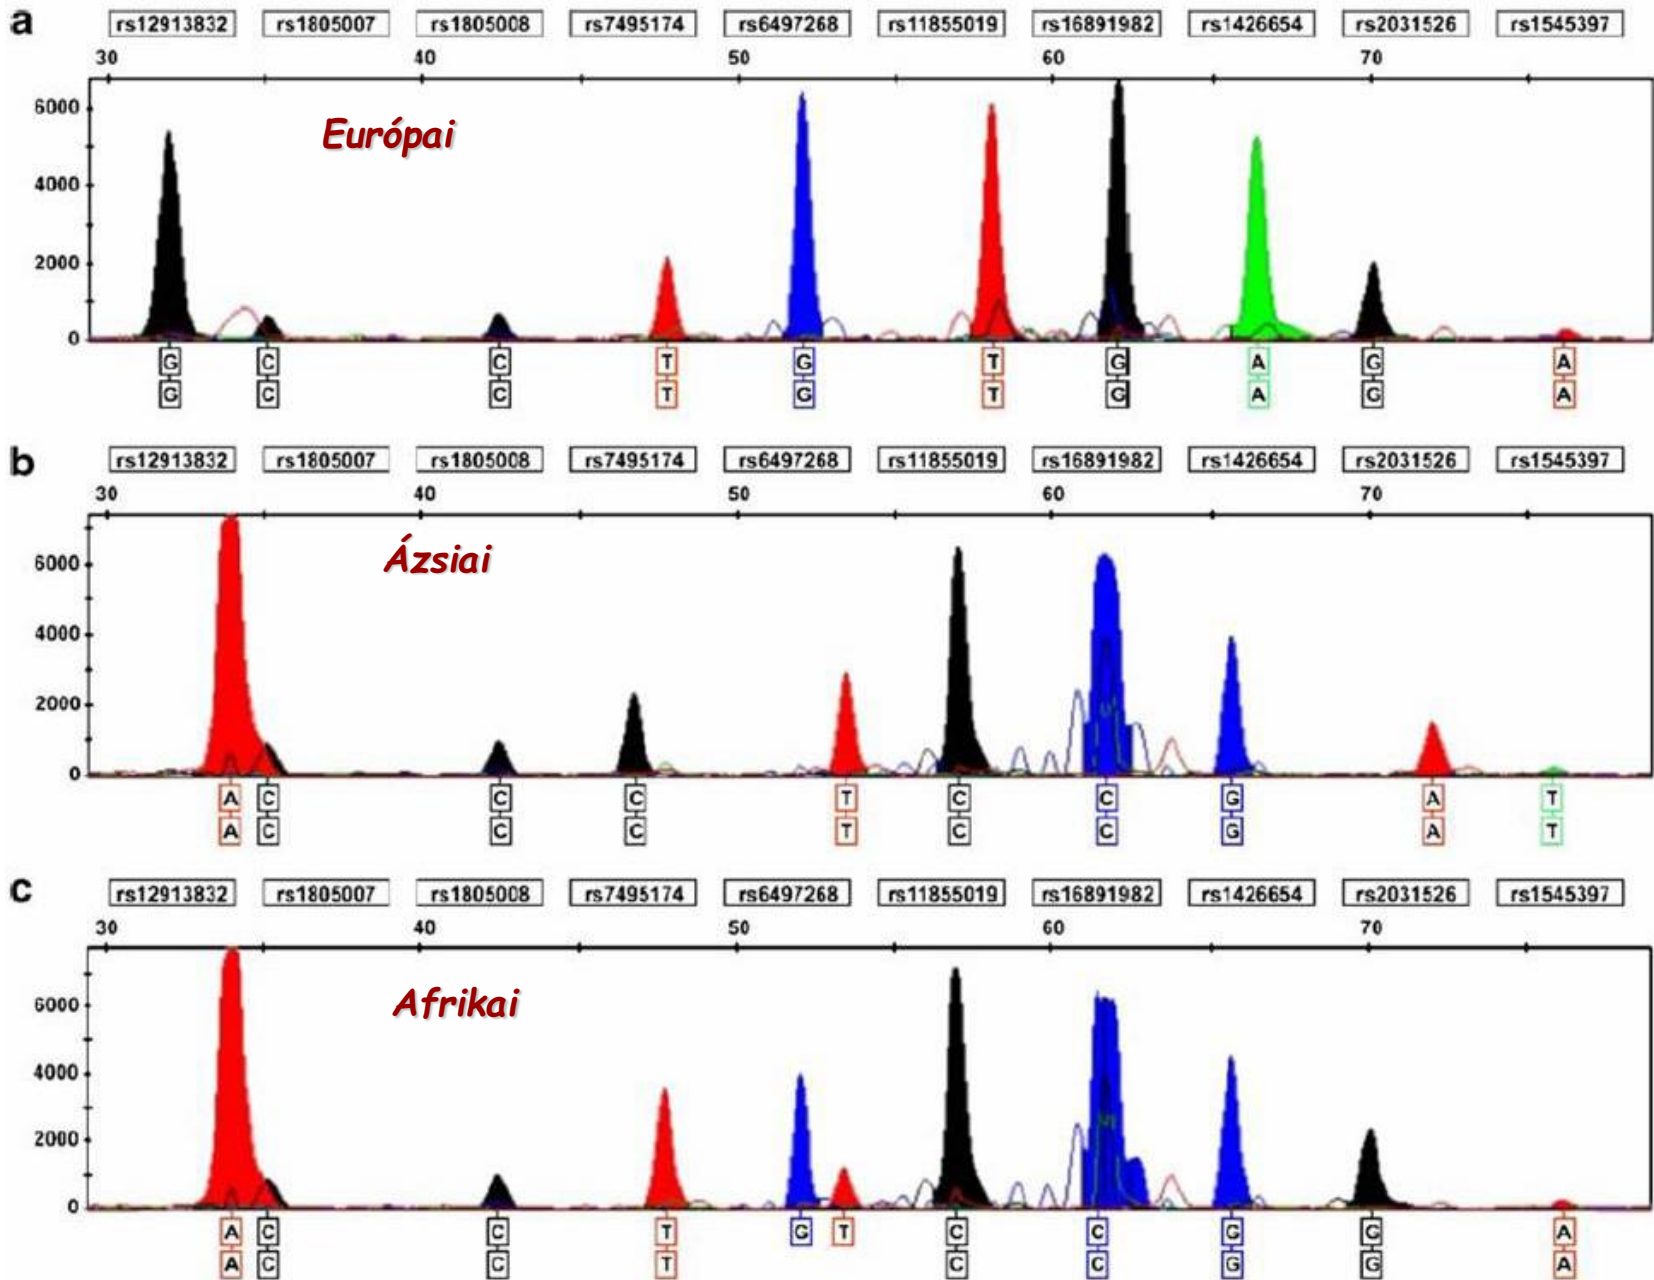 a
rs12913832 rs1805007 rs1805008 rs7495174 rs6497268 rs11855019 rs16891982 rs1426654 rs2031526 rs1545397
30 40 50 60 70
6000
Európai
4000
2000
0
G C C T G T G A G A
G C C T G T G A G A
b
rs12913832 rs1805007 rs1805008 rs7495174 rs6497268 rs11855019 rs16891982 rs1426654 rs2031526 rs1545397
30 40 50 60 70
Ázsiai
6000
4000
2000
0
A C C C T C C G A T
A C C C T C C G A T
c
rs12913832 rs1805007 rs1805008 rs7495174 rs6497268 rs11855019 rs16891982 rs1426654 rs2031526 rs1545397
30 40 50 60 70
Afrikai
6000
4000
2000
0
A C C T G T C C G G A
A C C T C C G G A